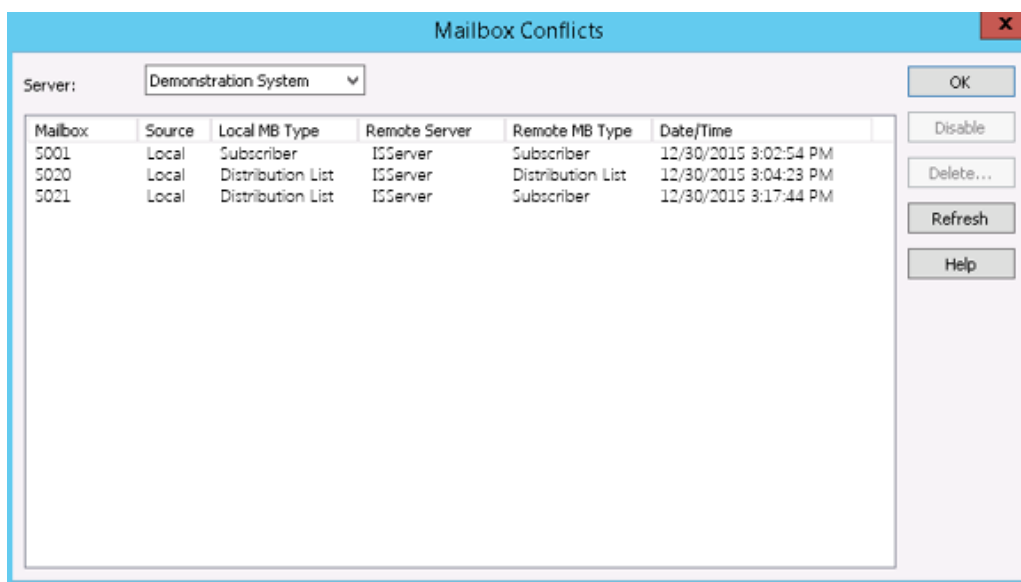 Mailbox Conflicts
x
Server: Demonstration System OK
Mailbox Source Local MB Type Remote Server Remote MB Type Date/Time Disable
5001 Local Subscriber ISServer Subscriber 12/30/2015 3:02:54 PM
5020 Local Distribution List ISServer Distribution List 12/30/2015 3:04:23 PM Delete...
5021 Local Distribution List ISServer Subscriber 12/30/2015 3:17:44 PM
Refresh
Help